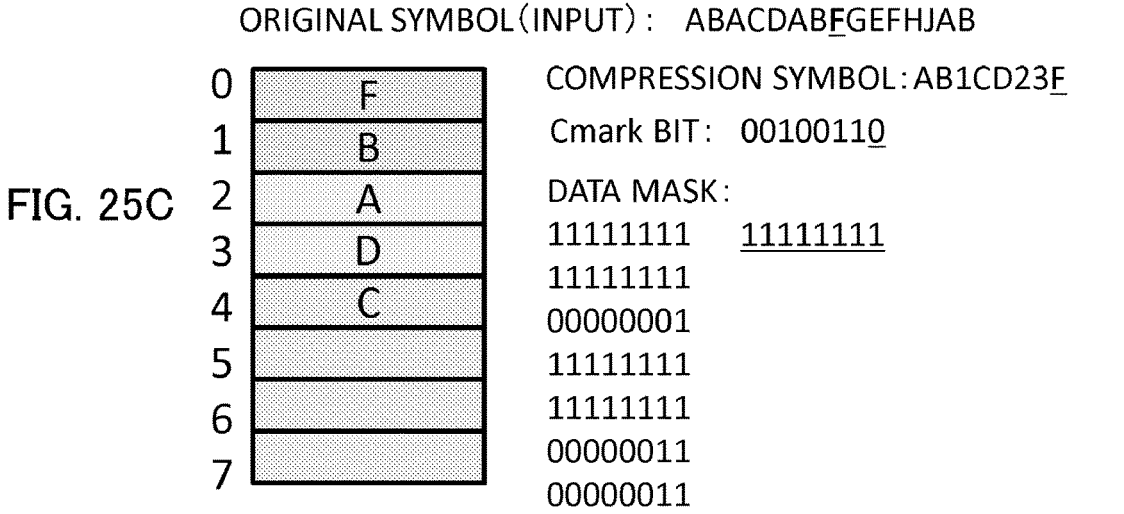 ORIGINAL SYMBOL(INPUT): ABACDABFGEFHJAB
FIG. 25C
0 F
1 B
2 A
3 D
4 C
5
6
7
COMPRESSION SYMBOL:AB1CD23F
Cmark BIT: 00100110
DATA MASK:
11111111 11111111
11111111
00000001
11111111
11111111
00000011
00000011